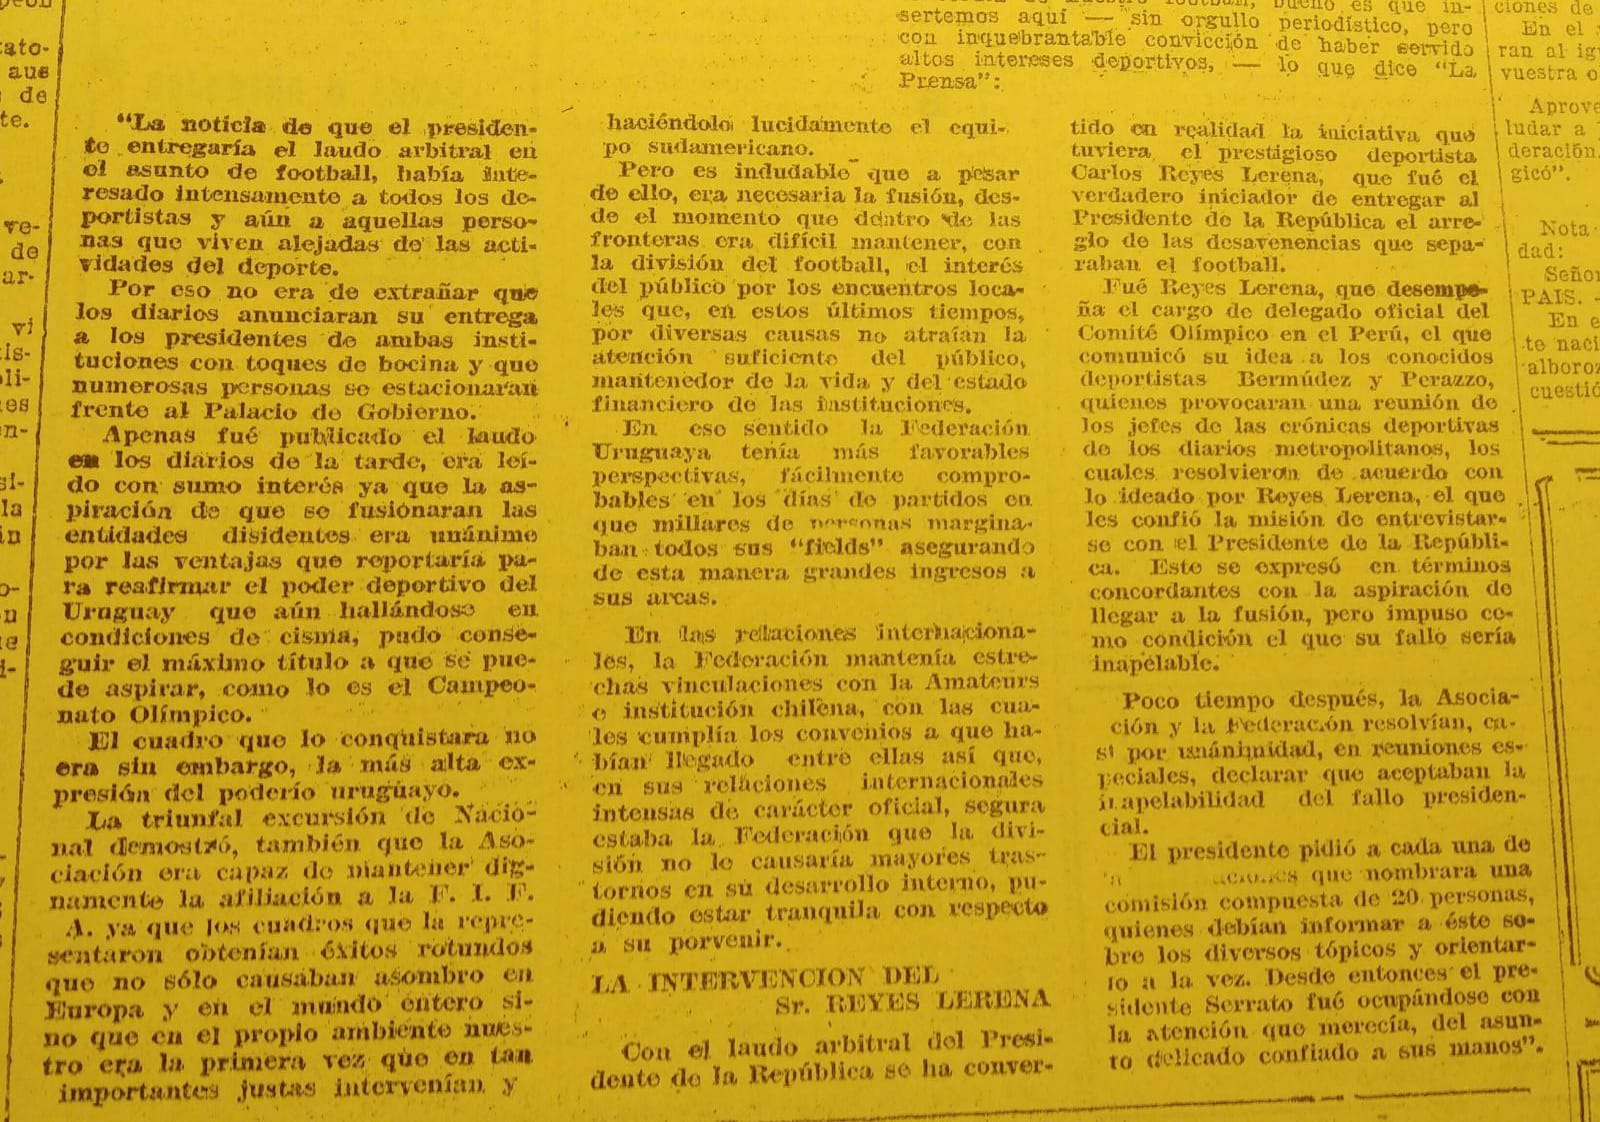 sertemos aquí — sin orgullo periodístico, pero
con inquebrantable convicción de haber servido
altos intereses deportivos, — lo que dice "La
Prensa":
"La noticia de que el presiden-
te entregaría el laudo arbitral en
el asunto de football, había inte-
resado intensamente a todos los de-
portistas y aún a aquellas perso-
nas que viven alejadas de las acti-
vidades del deporte.
Por eso no era de extrañar que
los diarios anunciaran su entrega
a los presidentes de ambas insti-
tuciones con toques de bocina y que
numerosas personas se estacionaran
frente al Palacio de Gobierno.
Apenas fué publicado el laudo
en los diarios de la tarde, era leí-
do con sumo interés ya que la as-
piración de que se fusionaran las
entidades disidentes era unánime
por las ventajas que reportaría pa-
ra reafirmar el poder deportivo del
Uruguay que aún hallándose en
condiciones de cisma, pudo conse-
guir el máximo título a que se pue-
de aspirar, como lo es el Campeo-
nato Olímpico.
El cuadro que lo conquistara no
era sin embargo, la más alta ex-
presión del poderío uruguayo.
La triunfal excursión de Nacio-
nal demostró, también que la Aso-
ciación era capaz de mantener dig-
namente la afiliación a la F. I. F.
A. ya que los cuadros que la repre-
sentaron obtenían éxitos rotundos
que no sólo causaban asombro en
Europa y en el mundo entero si-
no que en el propio ambiente nues-
tro era la primera vez que en tan
importantes justas intervenían y
haciéndolo lucidamente el equi-
po sudamericano.
Pero es indudable que a pesar
de ello, era necesaria la fusión, des-
de el momento que dentro de las
fronteras era difícil mantener, con
la división del football, el interés
del público por los encuentros loca-
les que, en estos últimos tiempos,
por diversas causas no atraían la
atención suficiente del público,
mantenedor de la vida y del estado
financiero de las instituciones.
En ese sentido la Federación
Uruguaya tenía más favorables
perspectivas, fácilmente compro-
bables en los días de partidos en
que millares de personas margina-
ban todos sus "fields" asegurando
de esta manera grandes ingresos a
sus arcas.
En las relaciones internaciona-
les, la Federación mantenía estre-
chas vinculaciones con la Amateurs
e institución chilena, con las cua-
les cumplía los convenios a que ha-
bían llegado entre ellas así que,
en sus relaciones internacionales
intensas de carácter oficial, segura
estaba la Federación que la divi-
sión no le causaría mayores tras-
tornos en su desarrollo interno, pu-
diendo estar tranquila con respecto
a su porvenir.
LA INTERVENCION DEL
Sr. REYES LERENA
Con el laudo arbitral del Presi-
dente de la República se ha conver-
tido en realidad la iniciativa que
tuviera, el prestigioso deportista
Carlos Reyes Lerena, que fué el
verdadero iniciador de entregar al
Presidente de la República el arre-
glo de las desavenencias que sepa-
raban el football.
Fué Reyes Lerena, que desempe-
ña el cargo de delegado oficial del
Comité Olímpico en el Perú, el que
comunicó su idea a los conocidos
deportistas Bermúdez y Perazzo,
quienes provocaran una reunión de
los jefes de las crónicas deportivas
de los diarios metropolitanos, los
cuales resolvieron de acuerdo con
lo ideado por Reyes Lerena, el que
les confió la misión de entrevistar-
se con el Presidente de la Repúbli-
ca. Este se expresó en términos
concordantes con la aspiración de
llegar a la fusión, pero impuso co-
mo condición el que su fallo sería
inapelable.
Poco tiempo después, la Asocia-
ción y la Federación resolvían, ca-
si por unánimidad, en reuniones es-
peciales, declarar que aceptaban la
inapelabilidad del fallo presiden-
cial.
El presidente pidió a cada una de
que nombrara una
comisión compuesta de 20 personas,
quienes debían informar a éste so-
bre los diversos tópicos y orientar-
lo a la vez. Desde entonces el pre-
sidente Serrato fué ocupándose con
la atención que merecía, del asun-
to delicado confiado a sus manos".
ciones de
En el
ran al
vuestra
ludar a
deración,
gicó".
Nota
dad:
Señor
PAIS. -
En
te
cuestió